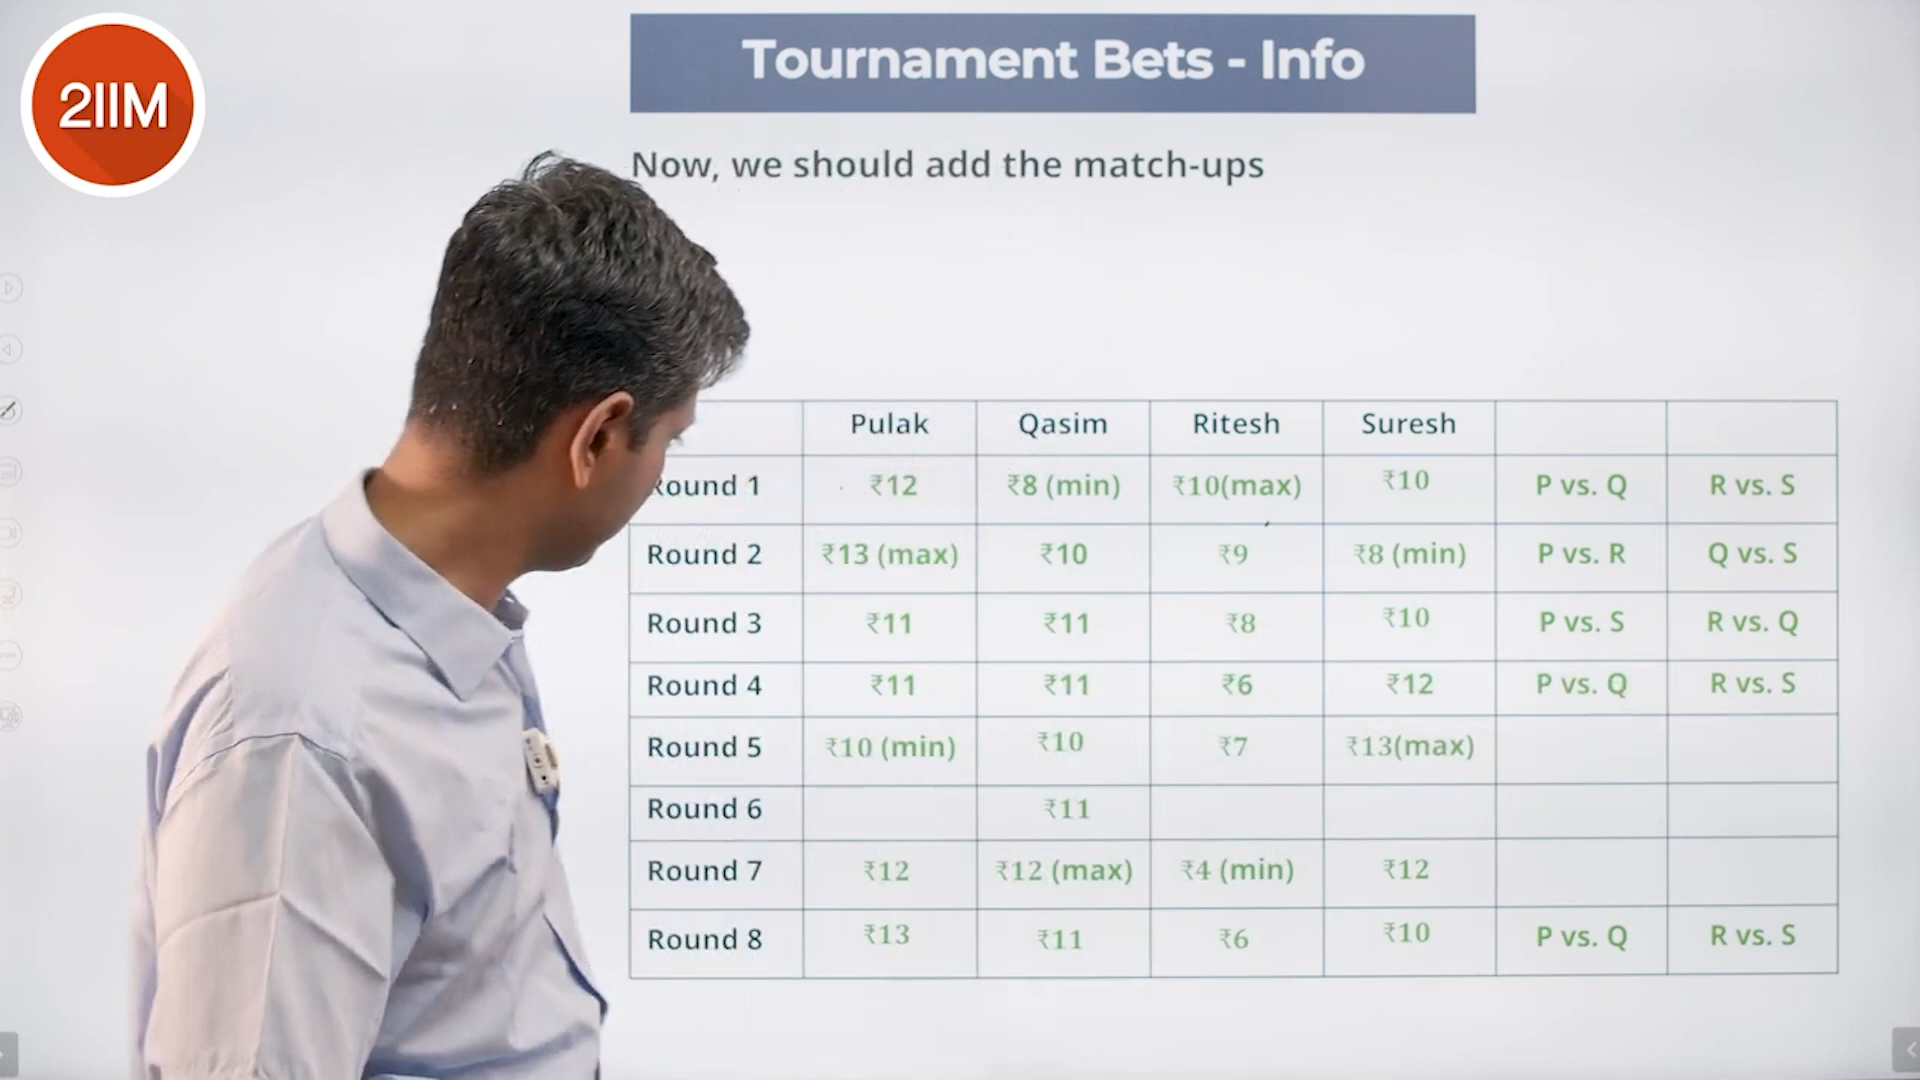 2IIM
Tournament Bets - Info
Now, we should add the match-ups
Pulak Qasim Ritesh Suresh
Round 1 ₹12 ₹8 (min) ₹10(max) ₹10 P vs. Q R vs. S
Round 2 ₹13 (max) ₹10 ₹9 ₹8 (min) P vs. R Q vs. S
Round 3 ₹11 ₹11 ₹8 ₹10 P vs. S R vs. Q
Round 4 ₹11 ₹11 ₹6 ₹12 P vs. Q R vs. S
Round 5 ₹10 (min) ₹10 ₹7 ₹13(max)
Round 6 ₹11
Round 7 ₹12 ₹12 (max) ₹4 (min) ₹12
Round 8 ₹13 ₹11 ₹6 ₹10 P vs. Q R vs. S